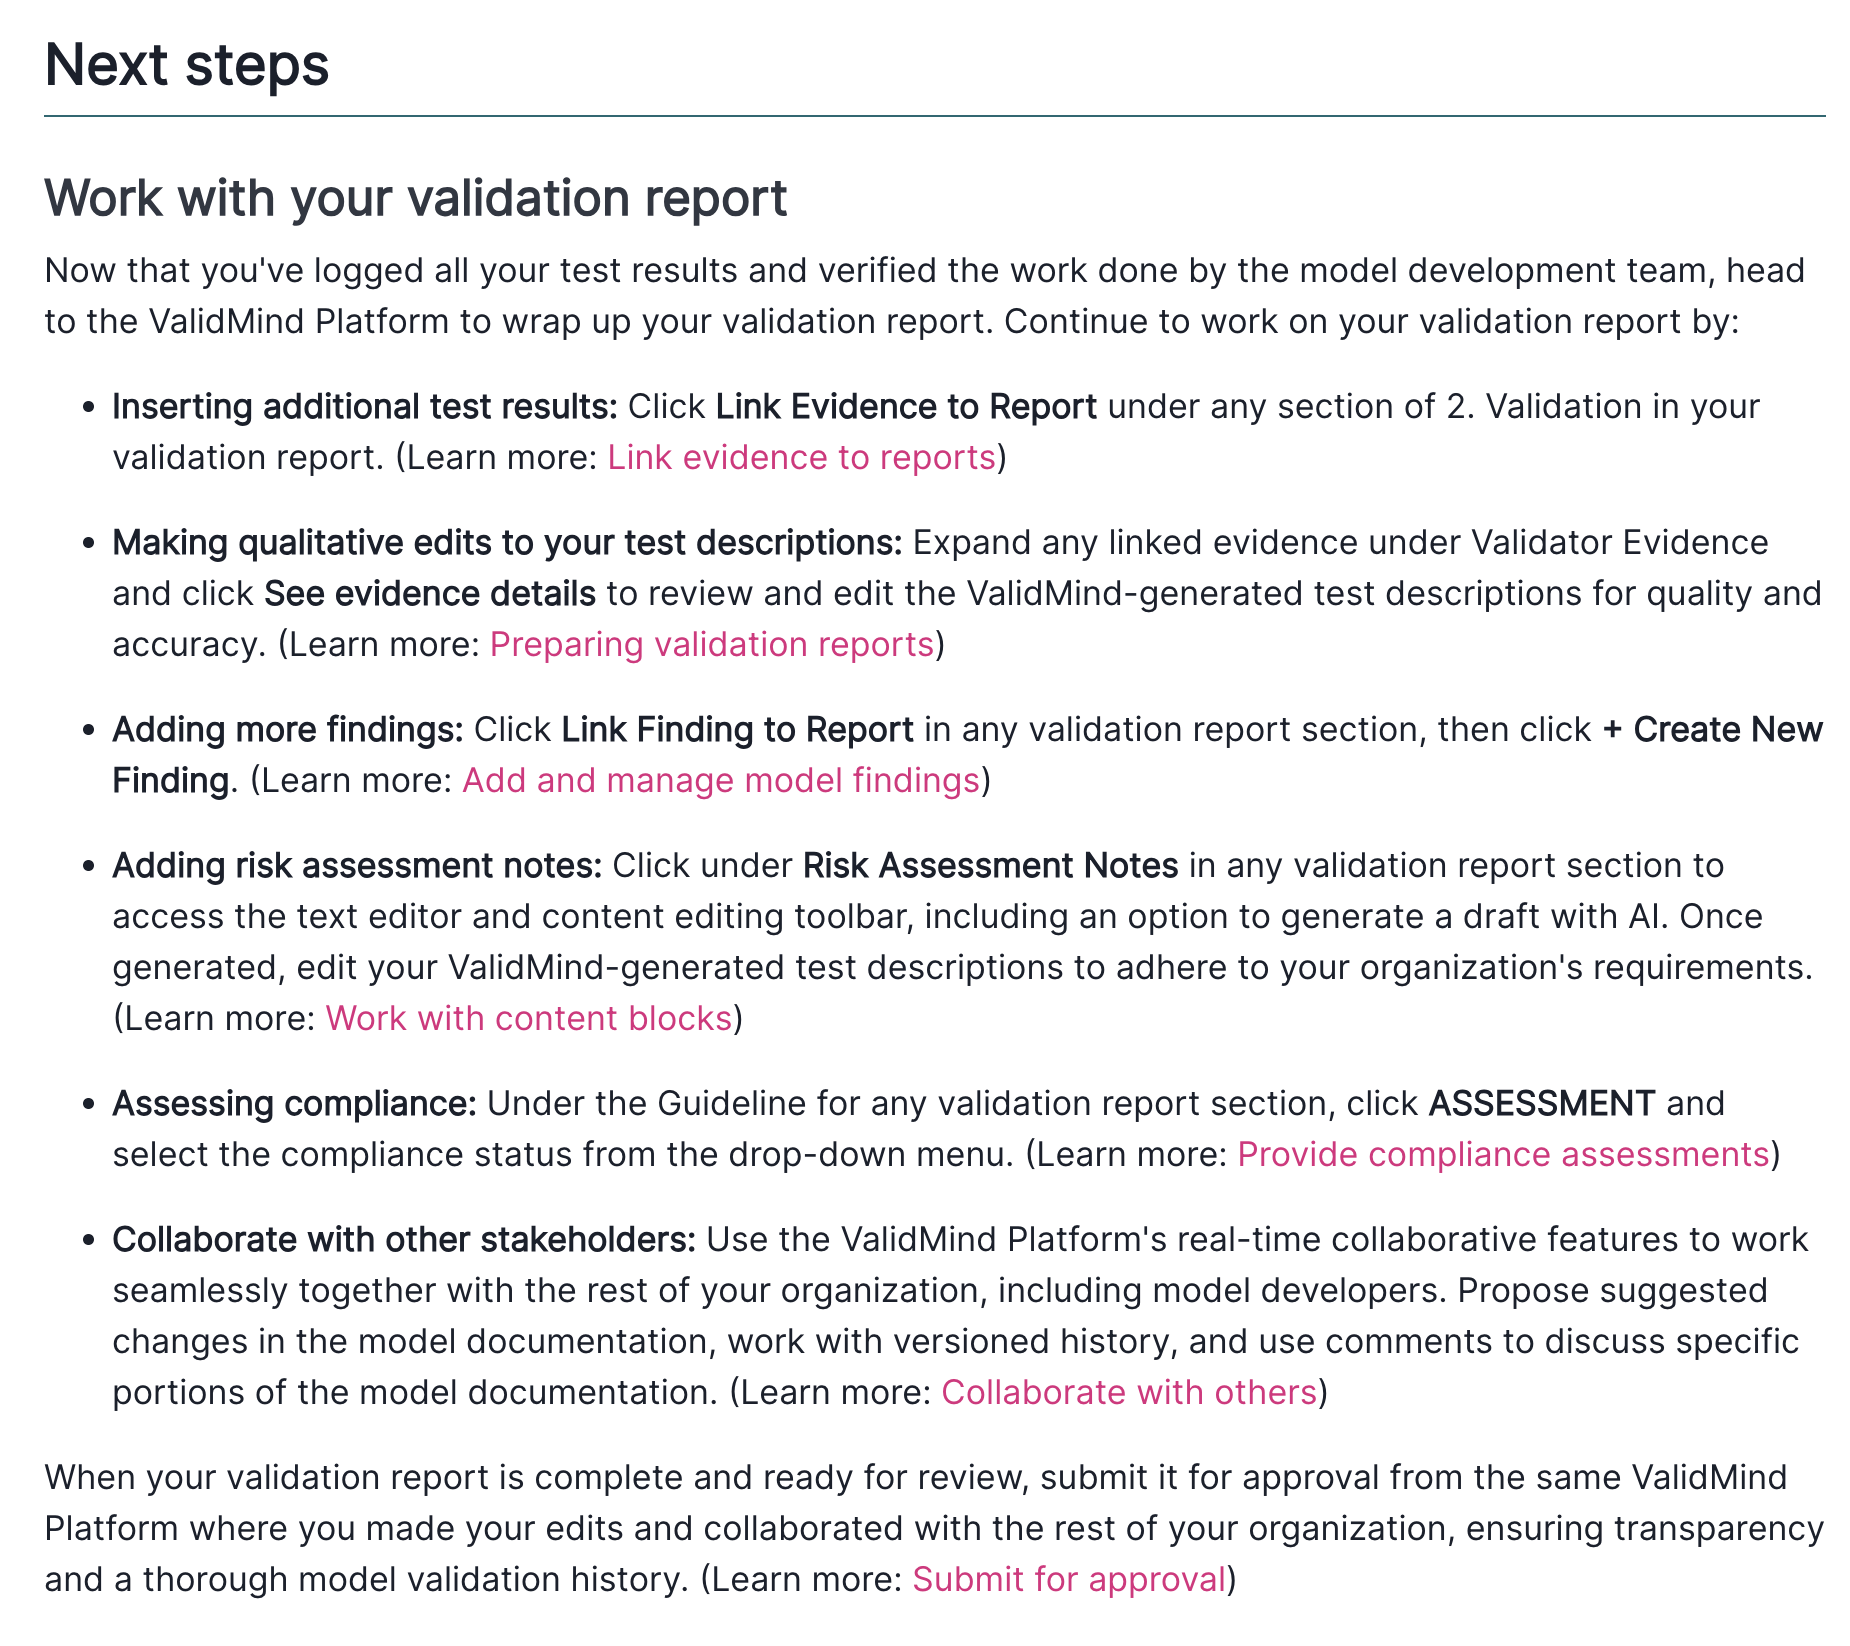 Next steps
Work with your validation report
Now that you've logged all your test results and verified the work done by the model development team, head
to the ValidMind Platform to wrap up your validation report. Continue to work on your validation report by:
• Inserting additional test results: Click Link Evidence to Report under any section of 2. Validation in your
validation report. (Learn more: Link evidence to reports)
• Making qualitative edits to your test descriptions: Expand any linked evidence under Validator Evidence
and click See evidence details to review and edit the ValidMind-generated test descriptions for quality and
accuracy. (Learn more: Preparing validation reports)
• Adding more findings: Click Link Finding to Report in any validation report section, then click + Create New
Finding. (Learn more: Add and manage model findings)
• Adding risk assessment notes: Click under Risk Assessment Notes in any validation report section to
access the text editor and content editing toolbar, including an option to generate a draft with AI. Once
generated, edit your ValidMind-generated test descriptions to adhere to your organization's requirements.
(Learn more: Work with content blocks)
• Assessing compliance: Under the Guideline for any validation report section, click ASSESSMENT and
select the compliance status from the drop-down menu. (Learn more: Provide compliance assessments)
• Collaborate with other stakeholders: Use the ValidMind Platform's real-time collaborative features to work
seamlessly together with the rest of your organization, including model developers. Propose suggested
changes in the model documentation, work with versioned history, and use comments to discuss specific
portions of the model documentation. (Learn more: Collaborate with others)
When your validation report is complete and ready for review, submit it for approval from the same ValidMind
Platform where you made your edits and collaborated with the rest of your organization, ensuring transparency
and a thorough model validation history. (Learn more: Submit for approval)